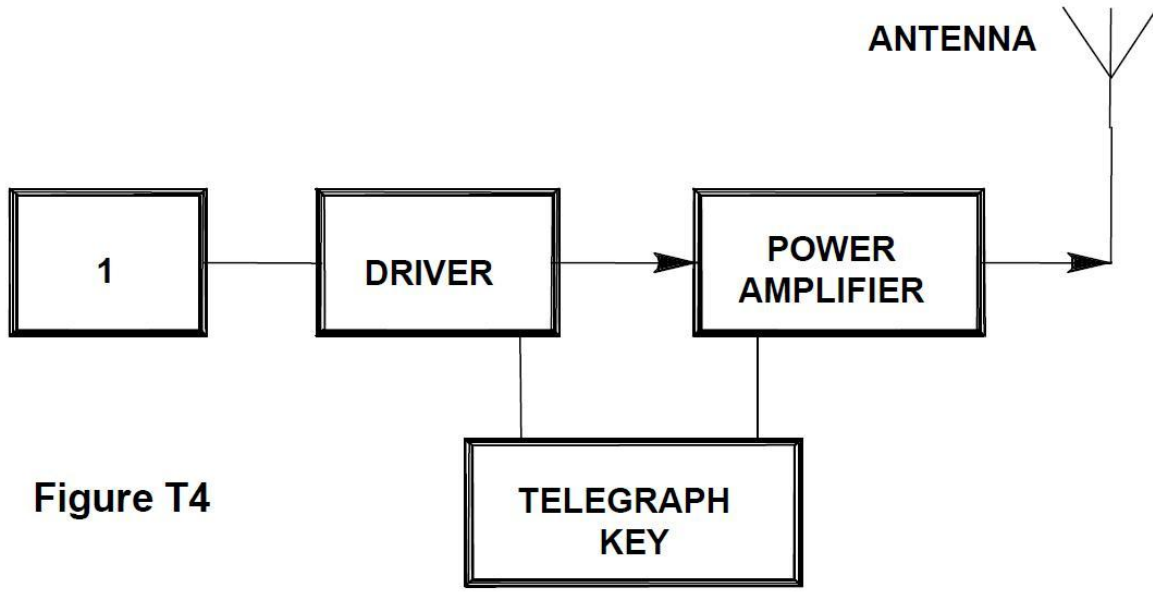 ANTENNA
1
DRIVER
POWER
AMPLIFIER
TELEGRAPH
KEY
Figure T4